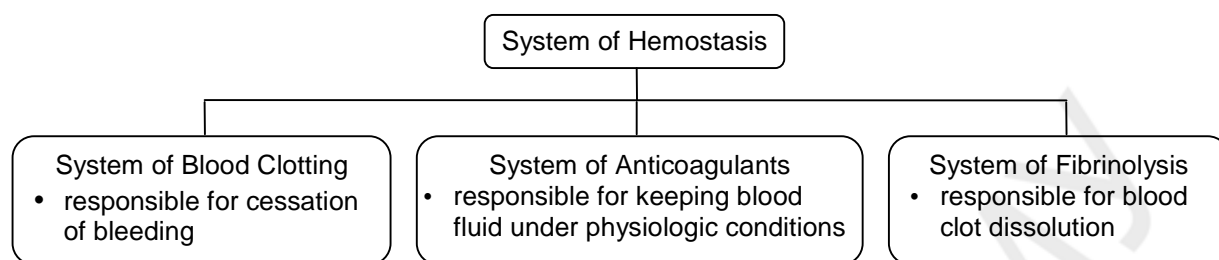 System of Hemostasis
System of Blood Clotting
• responsible for cessation
of bleeding
System of Anticoagulants
• responsible for keeping blood
fluid under physiologic conditions
System of Fibrinolysis
• responsible for blood
clot dissolution